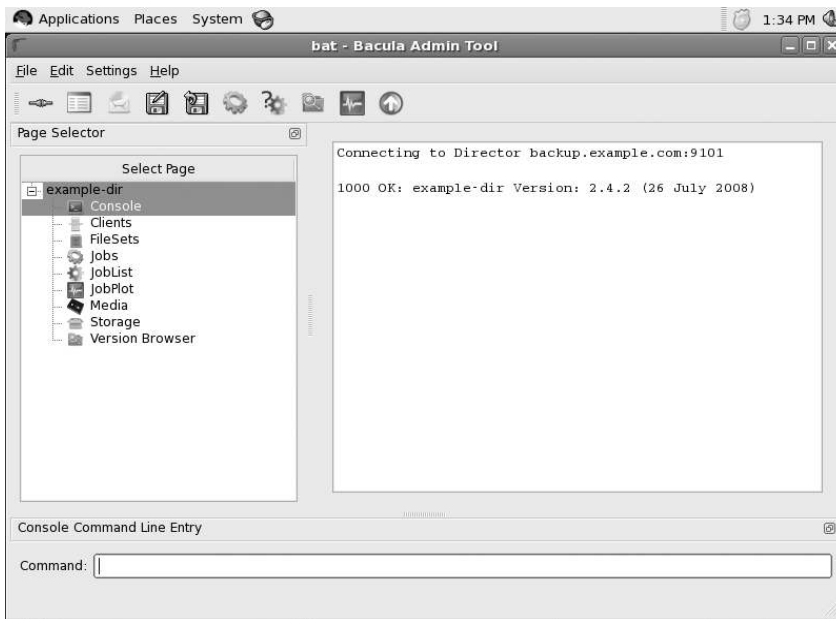 Applications Places System 1:34 PM
bat - Bacula Admin Tool
File Edit Settings Help
Page Selector
Select Page
example-dir
Console
Clients
FileSets
Jobs
JobList
JobPlot
Media
Storage
Version Browser
Connecting to Director backup.example.com:9101
1000 OK: example-dir Version: 2.4.2 (26 July 2008)
Console Command Line Entry
Command: